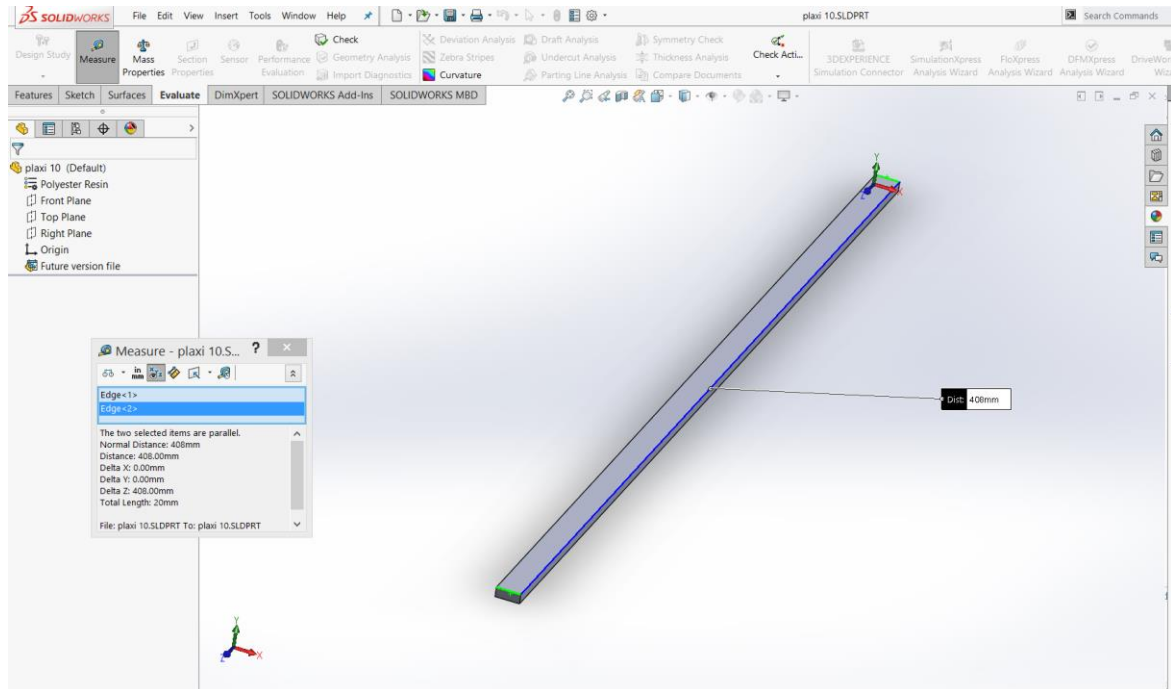 SOLIDWORKS File Edit View Insert Tools Window Help plaxi 10.SLDPRT Search Commands
Design Study
Measure
Mass Properties
Section Properties
Sensor
Performance Evaluation
Check
Geometry Analysis
Import Diagnostics
Deviation Analysis
Zebra Stripes
Curvature
Draft Analysis
Undercut Analysis
Parting Line Analysis
Symmetry Check
Thickness Analysis
Compare Documents
Check Acti...
3DEXPERIENCE Simulation Connector
SimulationXpress Analysis Wizard
FloXpress Analysis Wizard
DFMXpress Analysis Wizard
Features Sketch Surfaces Evaluate DimXpert SOLIDWORKS Add-Ins SOLIDWORKS MBD
plaxi 10 (Default)
Polyester Resin
Front Plane
Top Plane
Right Plane
Origin
Future version file
Measure - plaxi 10.S... ?
in
mm
Edge<1>
Edge<2>
The two selected items are parallel.
Normal Distance: 408mm
Distance: 408.00mm
Delta X: 0.00mm
Delta Y: 0.00mm
Delta Z: 408.00mm
Total Length: 20mm
File: plaxi 10.SLDPRT To: plaxi 10.SLDPRT
Y
X
Z
Dist: 408mm
Y
Z
X